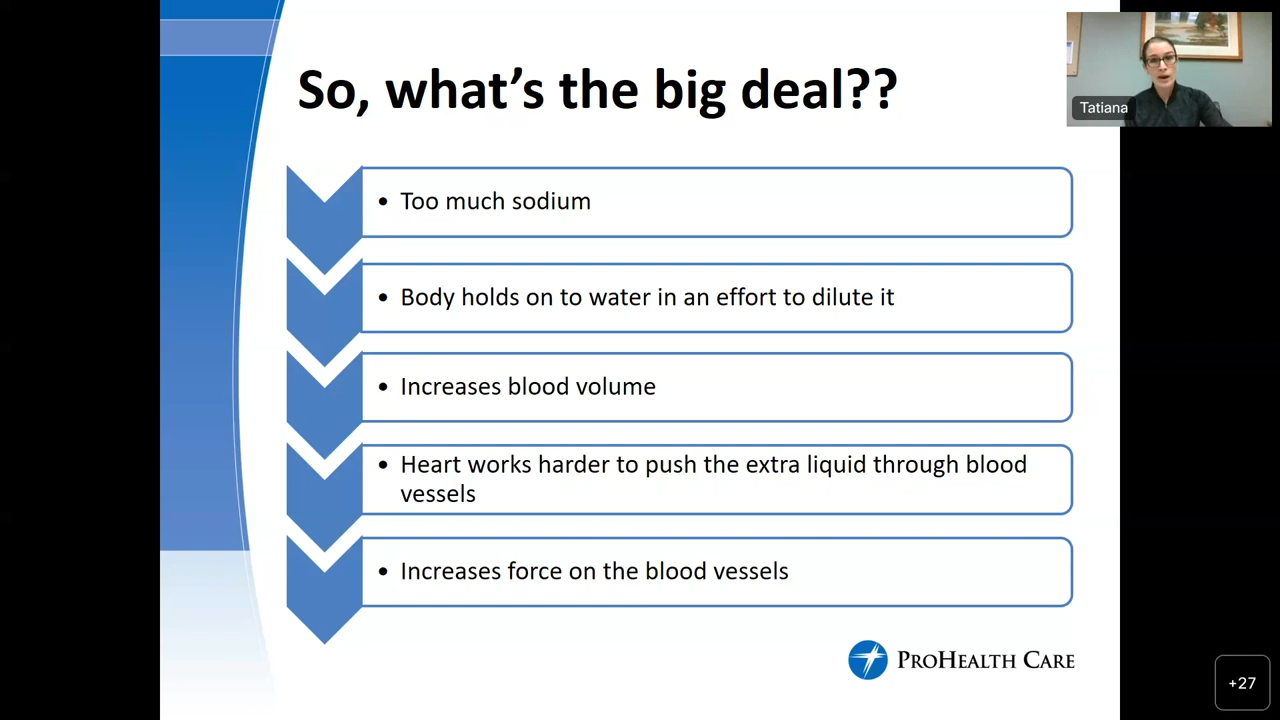 So, what's the big deal??
Tatiana
• Too much sodium
• Body holds on to water in an effort to dilute it
• Increases blood volume
• Heart works harder to push the extra liquid through blood
vessels
• Increases force on the blood vessels
PROHEALTH CARE
+27